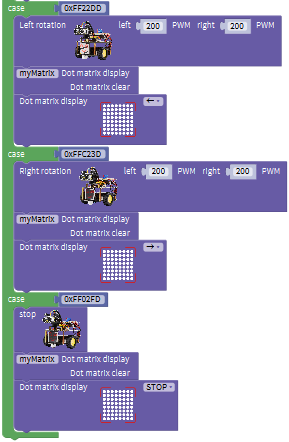 case 0xFF22DD
Left rotation left 200 PWM right 200 PWM
myMatrix Dot matrix display
Dot matrix clear
Dot matrix display ←
case 0xFFC23D
Right rotation left 200 PWM right 200 PWM
myMatrix Dot matrix display
Dot matrix clear
Dot matrix display →
case 0xFF02FD
stop
myMatrix Dot matrix display
Dot matrix clear
Dot matrix display STOP